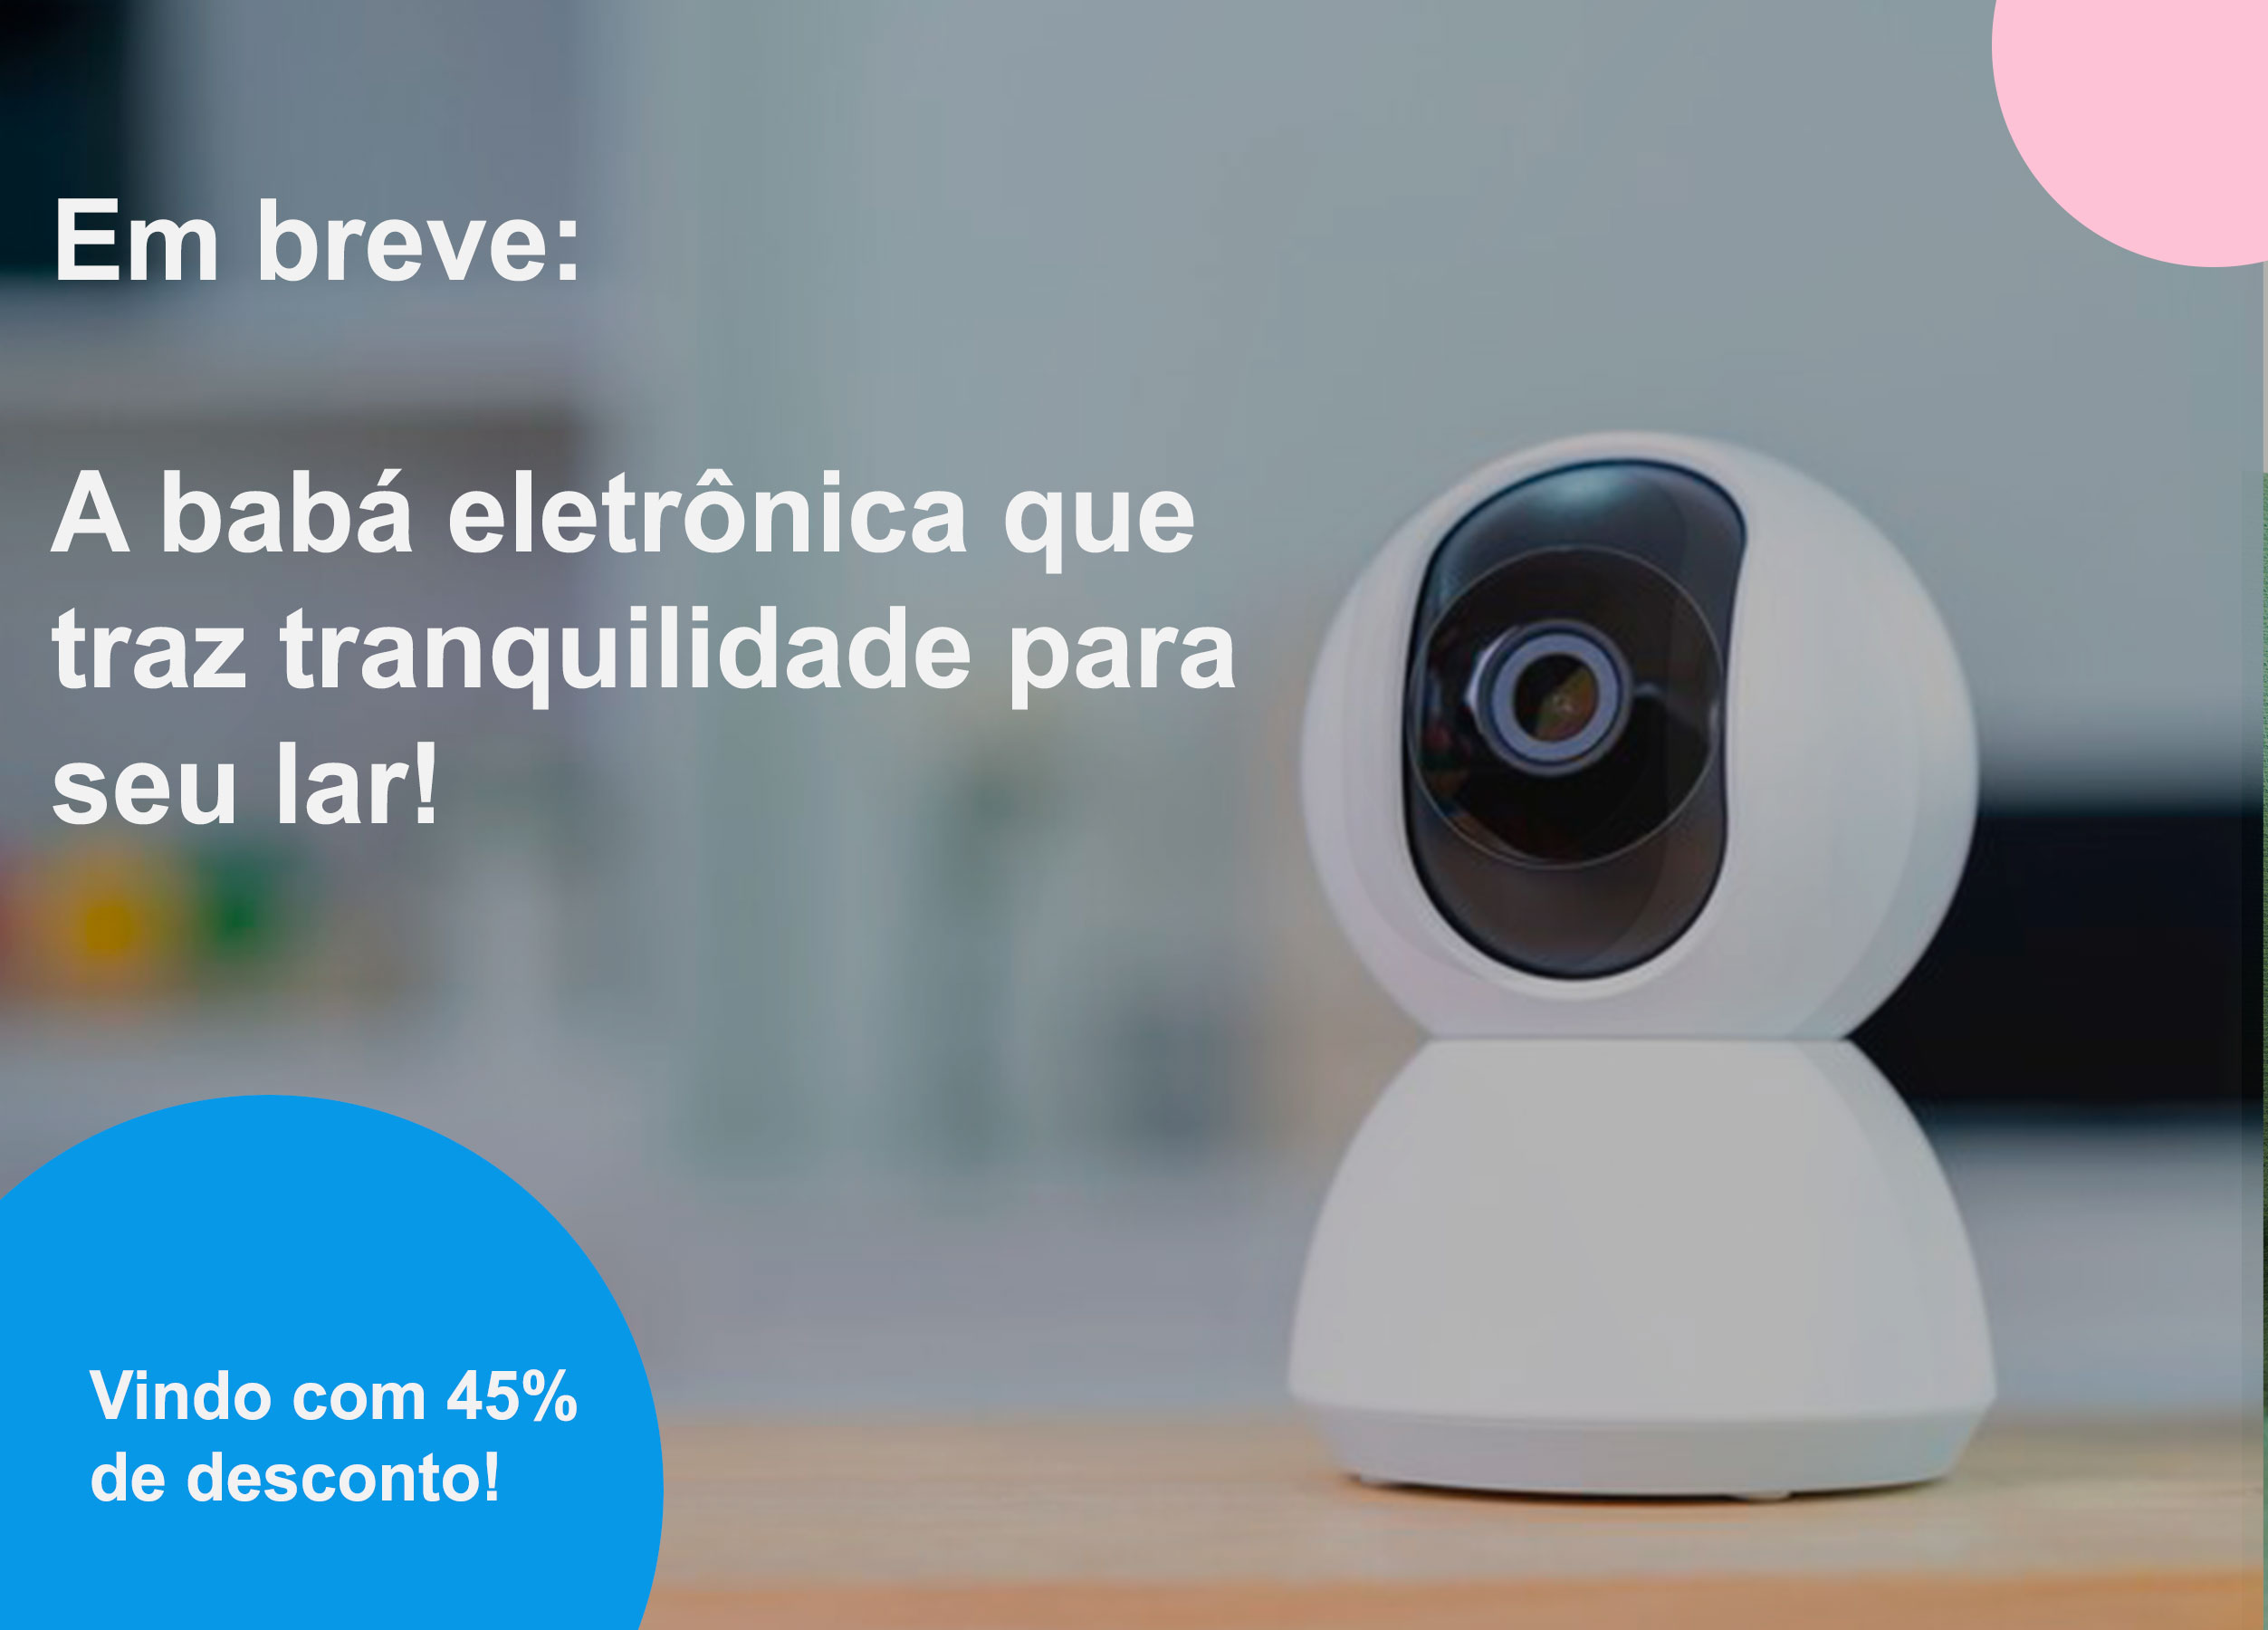 Em breve:
A babá eletrônica que
traz tranquilidade para
seu lar!
Vindo com 45%
de desconto!